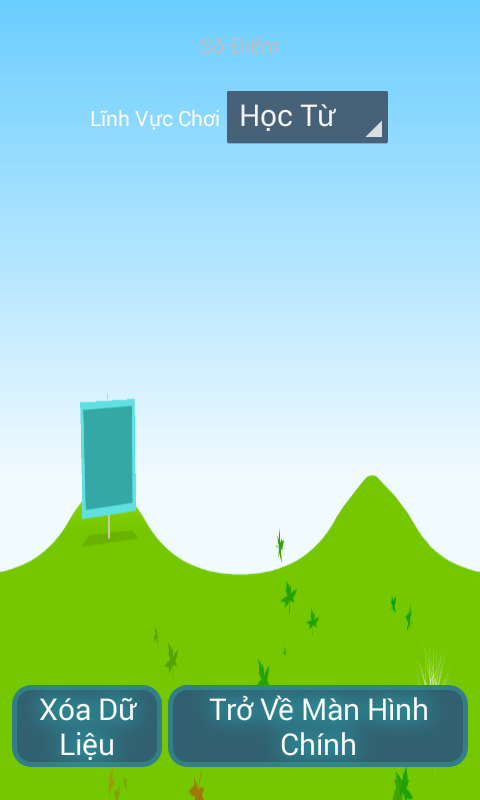 Số Điểm
Lĩnh Vực Chơi Học Từ
Xóa Dữ
Liệu
Trở Về Màn Hình
Chính